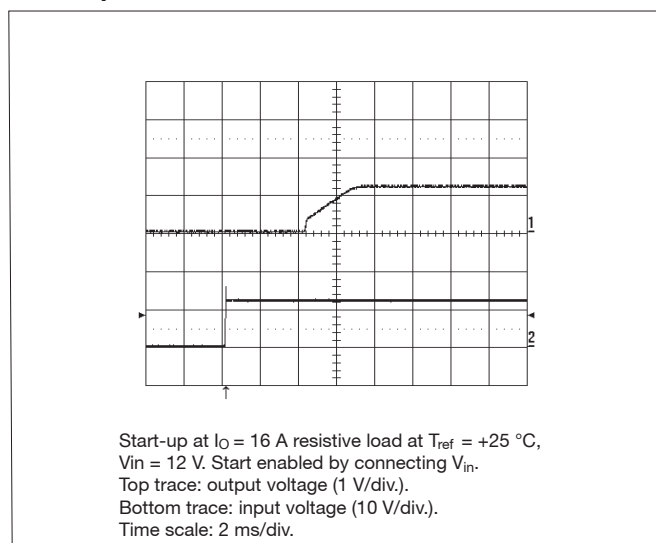 1
2
↑
Start-up at IO = 16 A resistive load at Tref = +25 °C,
Vin = 12 V. Start enabled by connecting Vin.
Top trace: output voltage (1 V/div.).
Bottom trace: input voltage (10 V/div.).
Time scale: 2 ms/div.